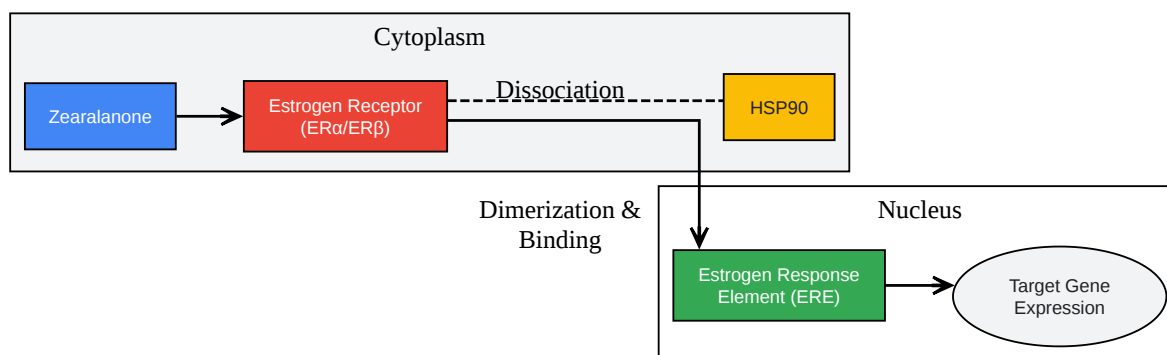 Cytoplasm
Zearalanone
Estrogen Receptor
(ERα/ERβ)
Dissociation
HSP90
Dimerization &
Binding
Nucleus
Estrogen Response
Element (ERE)
Target Gene
Expression